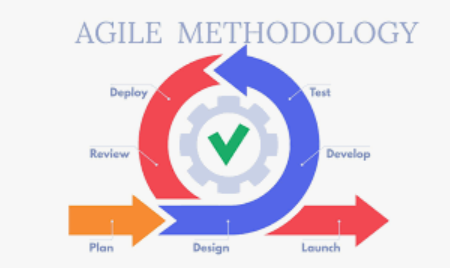 AGILE METHODOLOGY
Deploy
Test
Review
Develop
Plan
Design
Launch